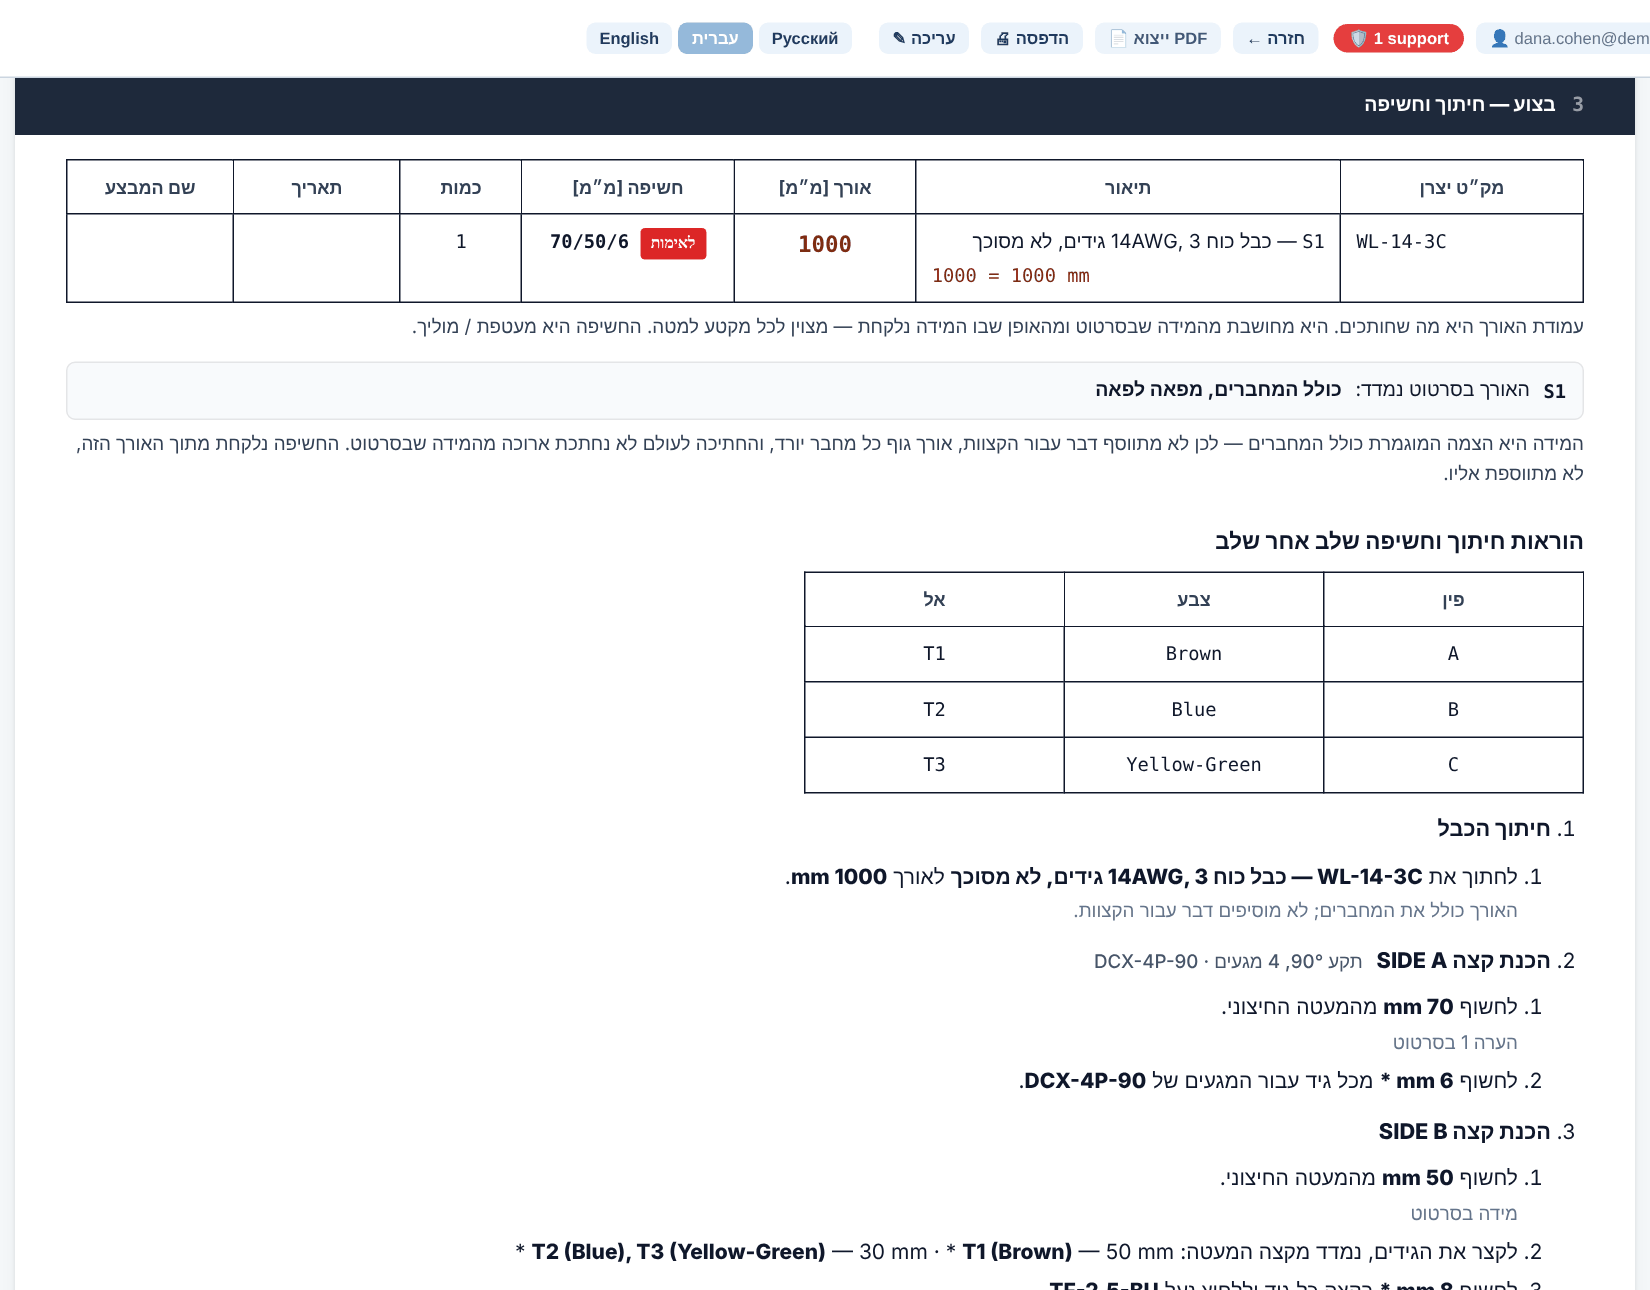 English עברית Русский עריכה ✎ הדפסה 🖨 ייצוא PDF 📄 חזרה ← 🛡️ 1 support 👤 dana.cohen@dem
3 בצוע — חיתוך וחשיפה
מק״ט יצרן תיאור אורך [מ״מ] חשיפה [מ״מ] כמות תאריך שם המבצע
WL-14-3C S1 — כבל כוח 14AWG, 3 גידים, לא מסוכך 1000 לאימות 70/50/6 1
1000 = 1000 mm
עמודת האורך היא מה שחותכים. היא מחושבת מהמידה שבסרטוט ומהאופן שבו המידה נלקחת — מצוין לכל מקטע למטה. החשיפה היא מעטפת / מוליך.
S1 האורך בסרטוט נמדד: כולל המחברים, מפאה לפאה
המידה היא הצמה המוגמרת כולל המחברים — לכן לא מתווסף דבר עבור הקצוות, אורך גוף כל מחבר יורד, והחתיכה לעולם לא נחתכת ארוכה מהמידה שבסרטוט. החשיפה נלקחת מתוך האורך הזה,
לא מתווספת אליו.
הוראות חיתוך וחשיפה שלב אחר שלב
פין צבע אל
A Brown T1
B Blue T2
C Yellow-Green T3
1. חיתוך הכבל
1. לחתוך את WL-14-3C — כבל כוח 14AWG, 3 גידים, לא מסוכך לאורך 1000 mm.
האורך כולל את המחברים; לא מוסיפים דבר עבור הקצוות.
2. הכנת קצה SIDE A תקע 90°, 4 מגעים · DCX-4P-90
1. לחשוף 70 mm מהמעטה החיצוני.
הערה 1 בסרטוט
2. לחשוף 6 mm * מכל גיד עבור המגעים של DCX-4P-90.
3. הכנת קצה SIDE B
1. לחשוף 50 mm מהמעטה החיצוני.
מידה בסרטוט
2. לקצר את הגידים, נמדד מקצה המעטה: T1 (Brown) — 50 mm * · T2 (Blue), T3 (Yellow-Green) — 30 mm *